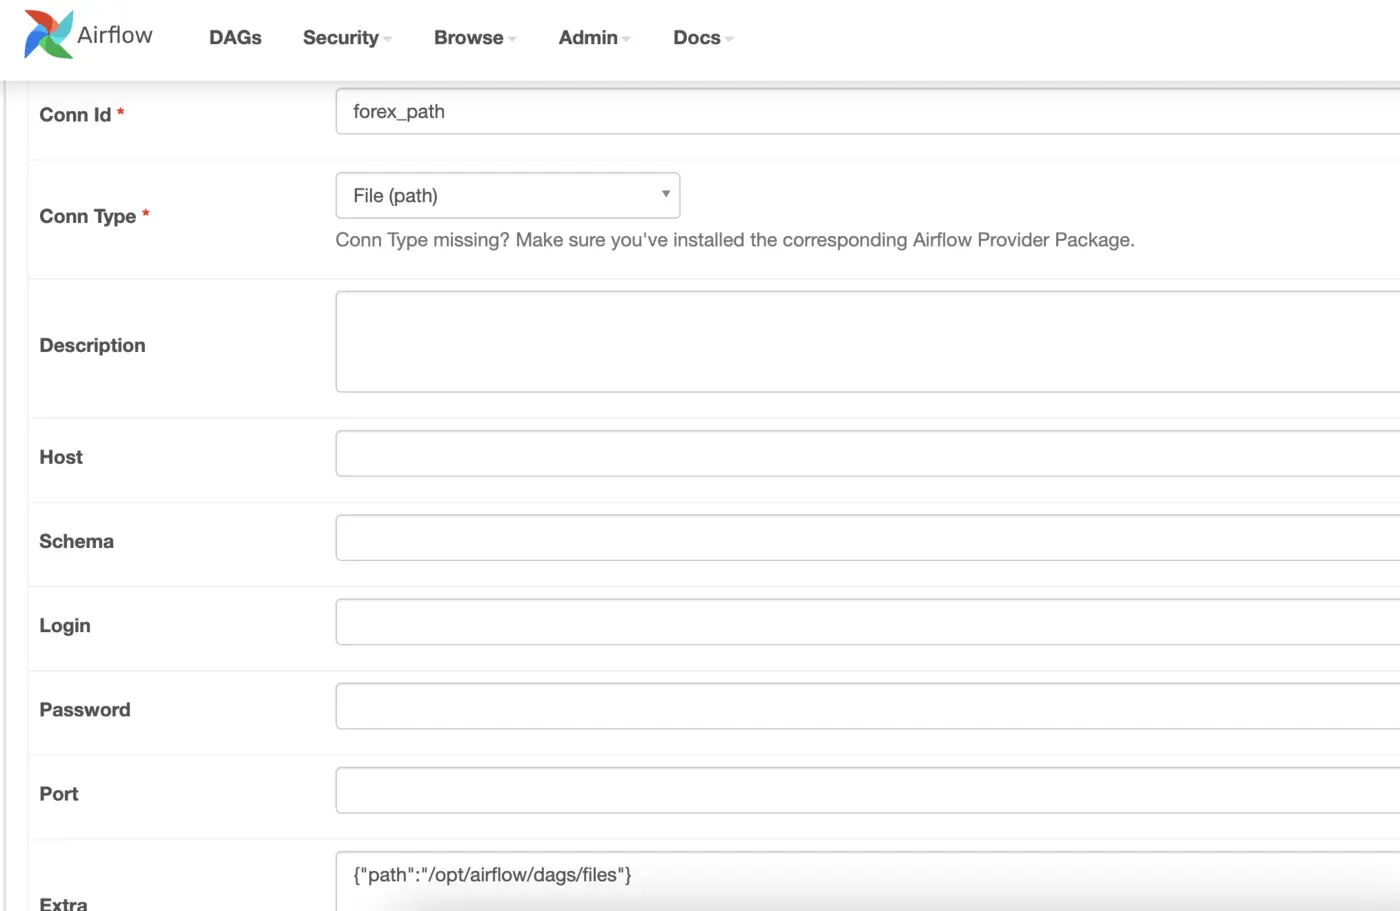 Airflow DAGs Security Browse Admin Docs
Conn Id * forex_path
Conn Type * File (path)
Conn Type missing? Make sure you've installed the corresponding Airflow Provider Package.
Description
Host
Schema
Login
Password
Port
Extra {"path":"/opt/airflow/dags/files"}